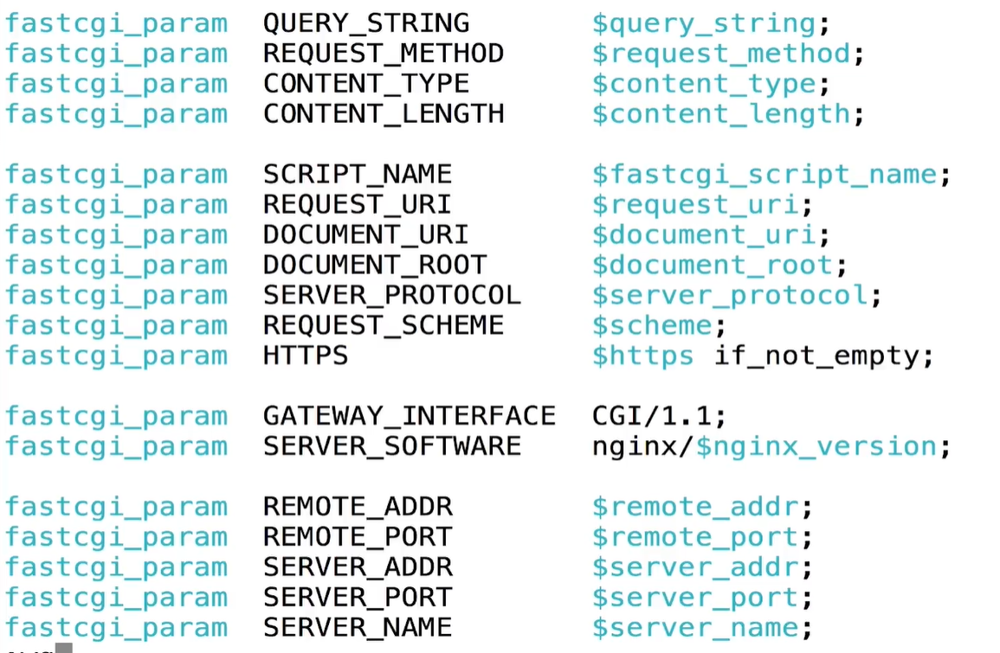 fastcgi_param  QUERY_STRING       $query_string;
fastcgi_param  REQUEST_METHOD     $request_method;
fastcgi_param  CONTENT_TYPE       $content_type;
fastcgi_param  CONTENT_LENGTH     $content_length;

fastcgi_param  SCRIPT_NAME        $fastcgi_script_name;
fastcgi_param  REQUEST_URI        $request_uri;
fastcgi_param  DOCUMENT_URI       $document_uri;
fastcgi_param  DOCUMENT_ROOT      $document_root;
fastcgi_param  SERVER_PROTOCOL    $server_protocol;
fastcgi_param  REQUEST_SCHEME     $scheme;
fastcgi_param  HTTPS              $https if_not_empty;

fastcgi_param  GATEWAY_INTERFACE  CGI/1.1;
fastcgi_param  SERVER_SOFTWARE    nginx/$nginx_version;

fastcgi_param  REMOTE_ADDR        $remote_addr;
fastcgi_param  REMOTE_PORT        $remote_port;
fastcgi_param  SERVER_ADDR        $server_addr;
fastcgi_param  SERVER_PORT        $server_port;
fastcgi_param  SERVER_NAME        $server_name;